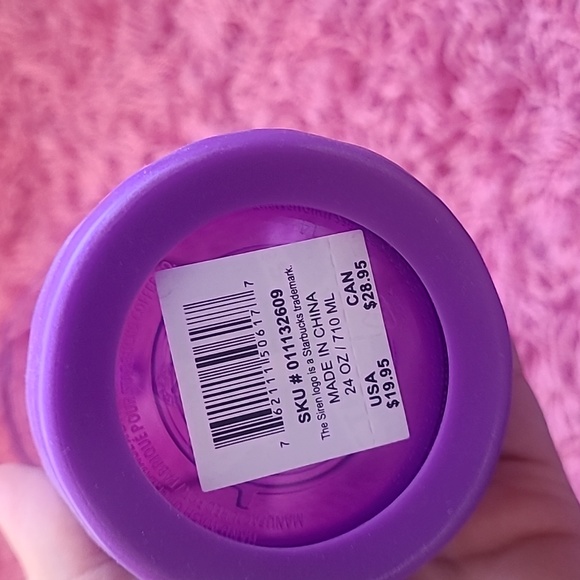 7 62111 50617 7
SKU # 011132609
The Siren logo is a Starbucks trademark.
MADE IN CHINA
24 OZ / 710 ML
USA CAN
$19.95 $28.95